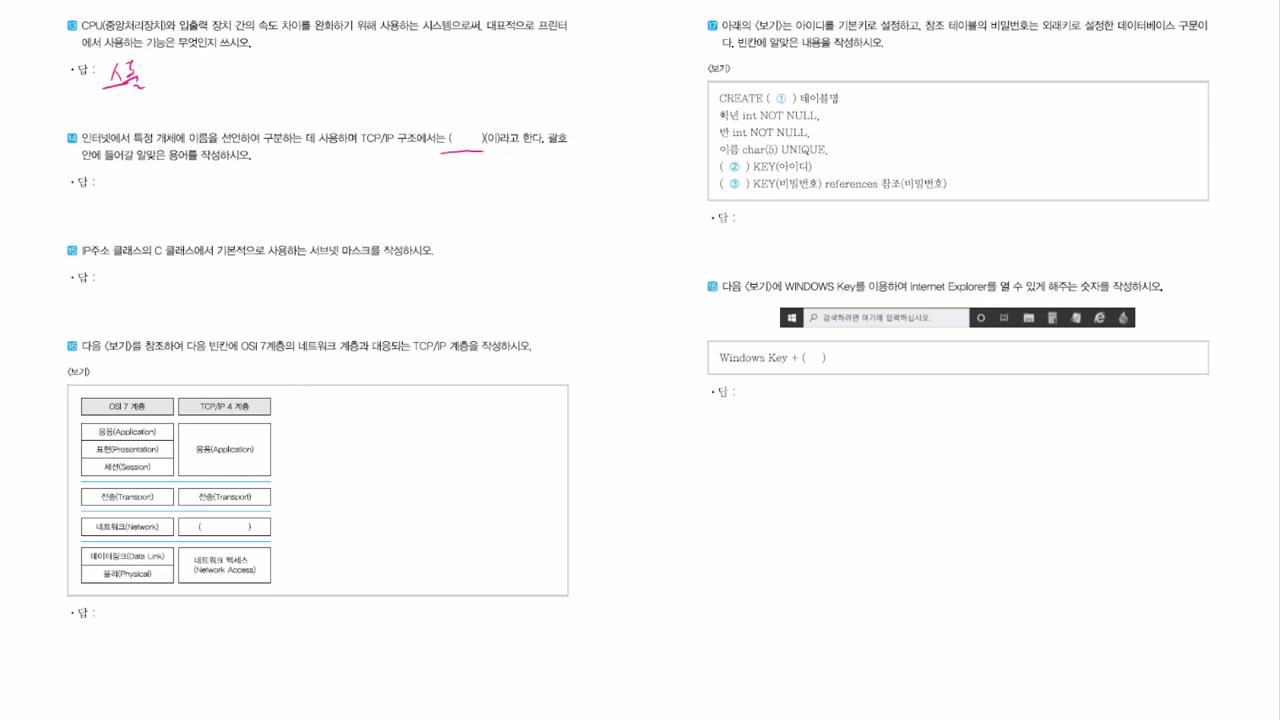 13 CPU(중앙처리장치)와 입출력 장치 간의 속도 차이를 완화하기 위해 사용하는 시스템으로써, 대표적으로 프린터
에서 사용하는 기능은 무엇인지 쓰시오.
• 답 : 스풀
14 인터넷에서 특정 개체에 이름을 선언하여 구분하는 데 사용하며 TCP/IP 구조에서는 ( )(이)라고 한다. 괄호
안에 들어갈 알맞은 용어를 작성하시오.
• 답 :
15 IP주소 클래스의 C 클래스에서 기본적으로 사용하는 서브넷 마스크를 작성하시오.
• 답 :
16 다음 〈보기〉를 참조하여 다음 빈칸에 OSI 7계층의 네트워크 계층과 대응되는 TCP/IP 계층을 작성하시오.
〈보기〉
OSI 7 계층 TCP/IP 4 계층
응용(Application)
표현(Presentation) 응용(Application)
세션(Session)
전송(Transport) 전송(Transport)
네트워크(Network) ( )
데이터링크(Data Link) 네트워크 액세스
물리(Physical) (Network Access)
• 답 :
17 아래의 〈보기〉는 아이디를 기본키로 설정하고, 참조 테이블의 비밀번호는 외래키로 설정한 데이터베이스 구문이
다. 빈칸에 알맞은 내용을 작성하시오.
〈보기〉
CREATE ( ① ) 테이블명
학년 int NOT NULL,
반 int NOT NULL,
이름 char(5) UNIQUE,
( ② ) KEY(아이디)
( ③ ) KEY(비밀번호) references 참조(비밀번호)
• 답 :
18 다음 〈보기〉에 WINDOWS Key를 이용하여 Internet Explorer를 열 수 있게 해주는 숫자를 작성하시오.
검색하려면 여기에 입력하십시오.
Windows Key + ( )
• 답 :